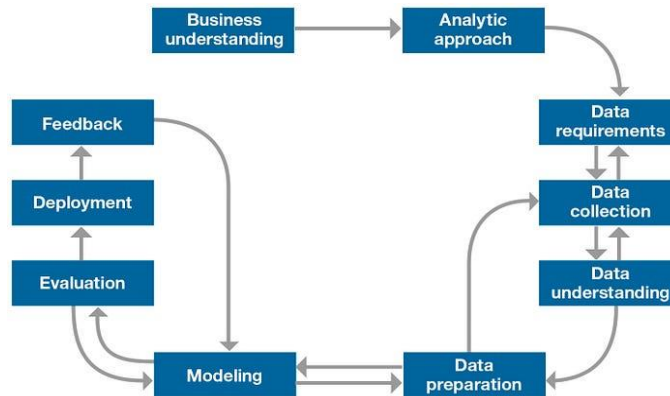 Business
understanding
Analytic
approach
Data
requirements
Data
collection
Data
understanding
Data
preparation
Modeling
Evaluation
Deployment
Feedback